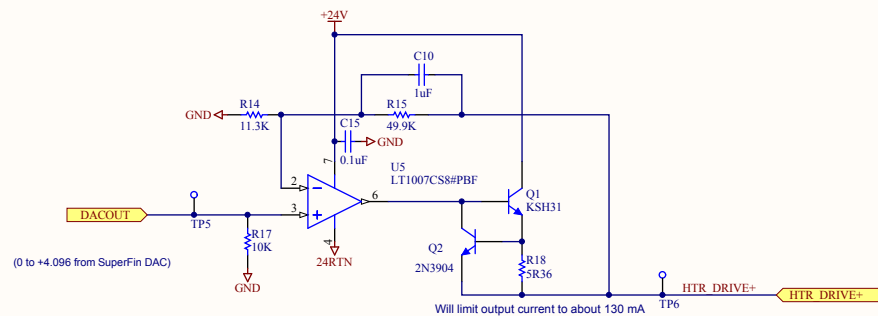 +24V
C10
1uF
R14
R15
GND
11.3K
49.9K
C15
GND
0.1uF
7
U5
LT1007CS8#PBF
2
6
Q1
KSH31
DACOUT
3
TP5
R17
10K
4
Q2
R18
5R36
(0 to +4.096 from SuperFin DAC)
24RTN
2N3904
GND
HTR_DRIVE+
HTR_DRIVE+
TP6
Will limit output current to about 130 mA